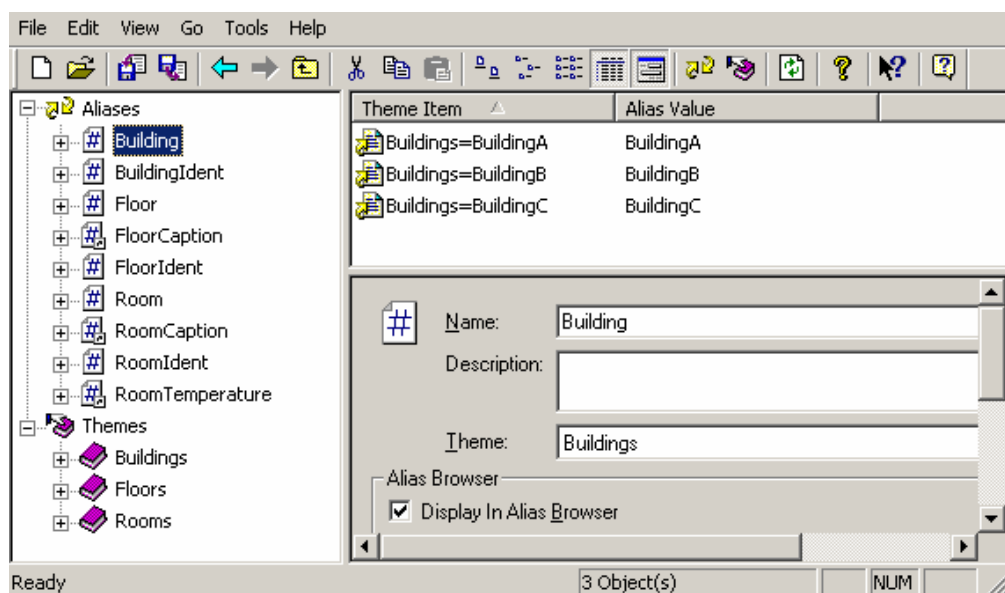 File Edit View Go Tools Help
Aliases
Building
BuildingIdent
Floor
FloorCaption
FloorIdent
Room
RoomCaption
RoomIdent
RoomTemperature
Themes
Buildings
Floors
Rooms
Theme Item Alias Value
Buildings=BuildingA BuildingA
Buildings=BuildingB BuildingB
Buildings=BuildingC BuildingC
Name: Building
Description:
Theme: Buildings
Alias Browser
Display In Alias Browser
Ready 3 Object(s) NUM